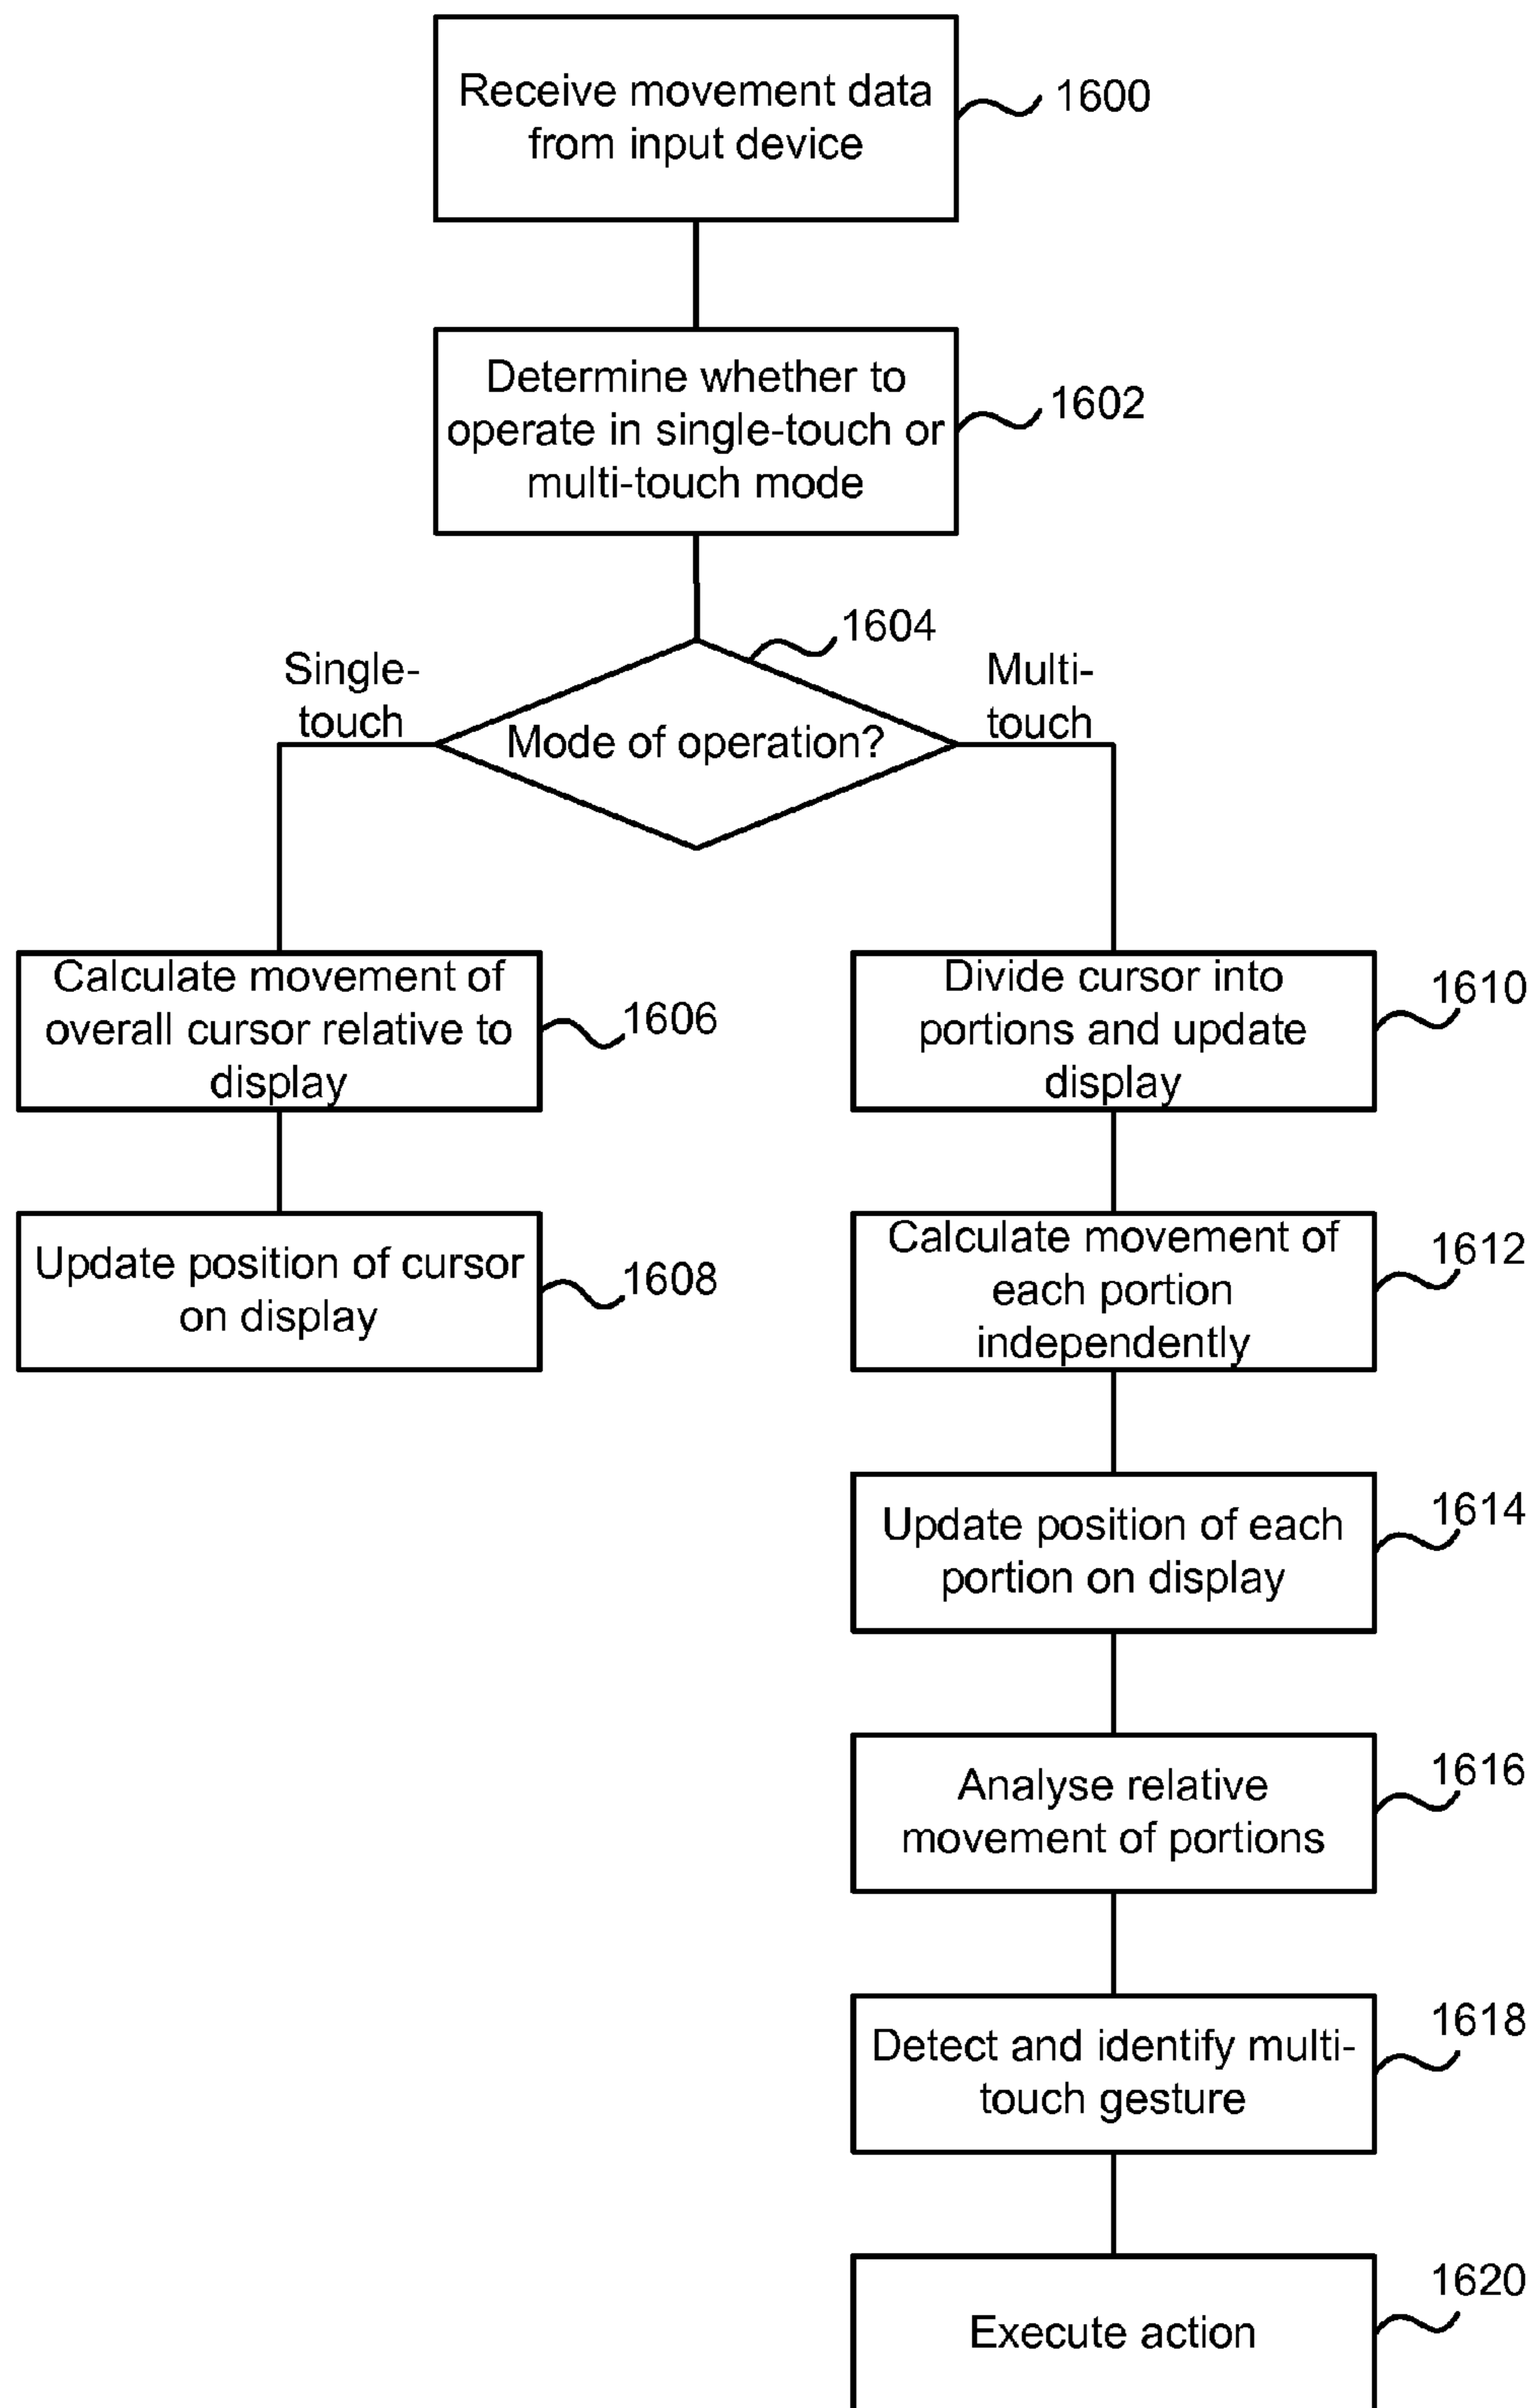 Receive movement data
from input device
1600
Determine whether to
operate in single-touch or
multi-touch mode
1602
1604
Single-
touch
Mode of operation?
Multi-
touch
Calculate movement of
overall cursor relative to
display
1606
Divide cursor into
portions and update
display
1610
Update position of cursor
on display
1608
Calculate movement of
each portion
independently
1612
Update position of each
portion on display
1614
Analyse relative
movement of portions
1616
Detect and identify multi-
touch gesture
1618
Execute action
1620